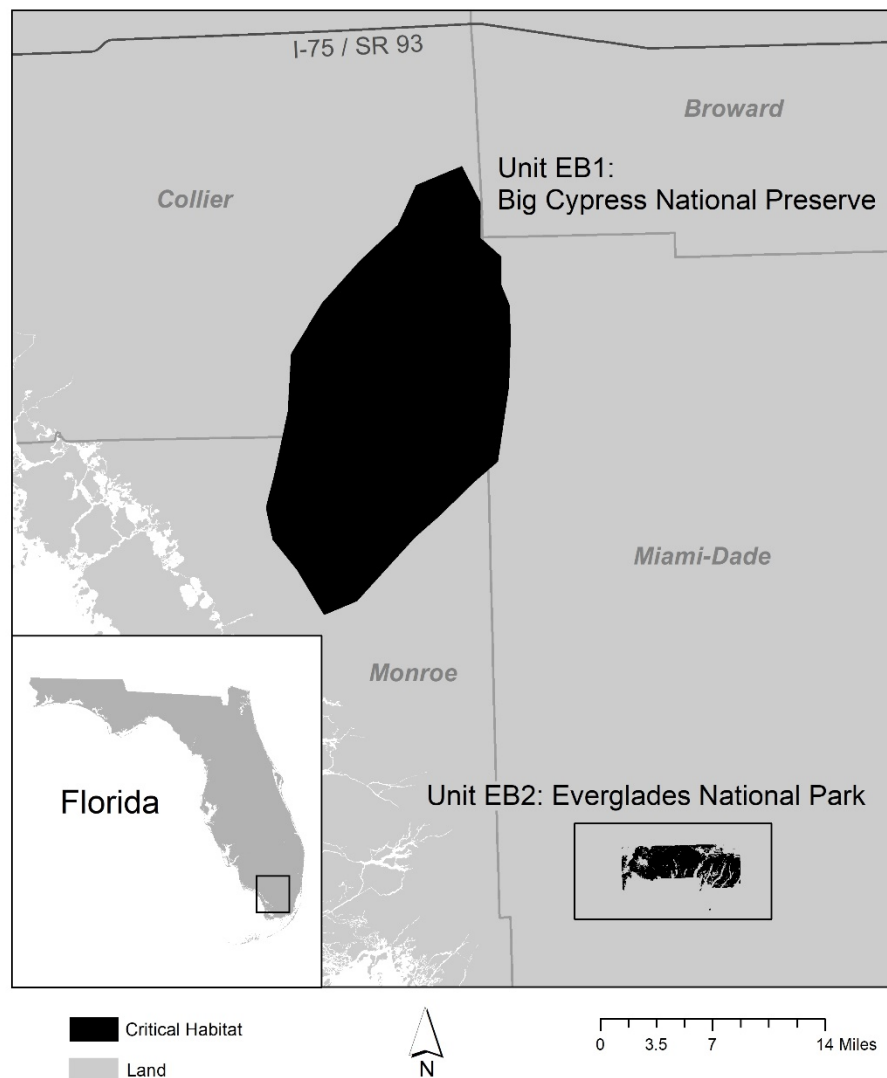 I-75 / SR 93
Broward
Unit EB1:
Big Cypress National Preserve
Collier
Miami-Dade
Monroe
Unit EB2: Everglades National Park
Florida
Critical Habitat
Land
N
0 3.5 7 14 Miles